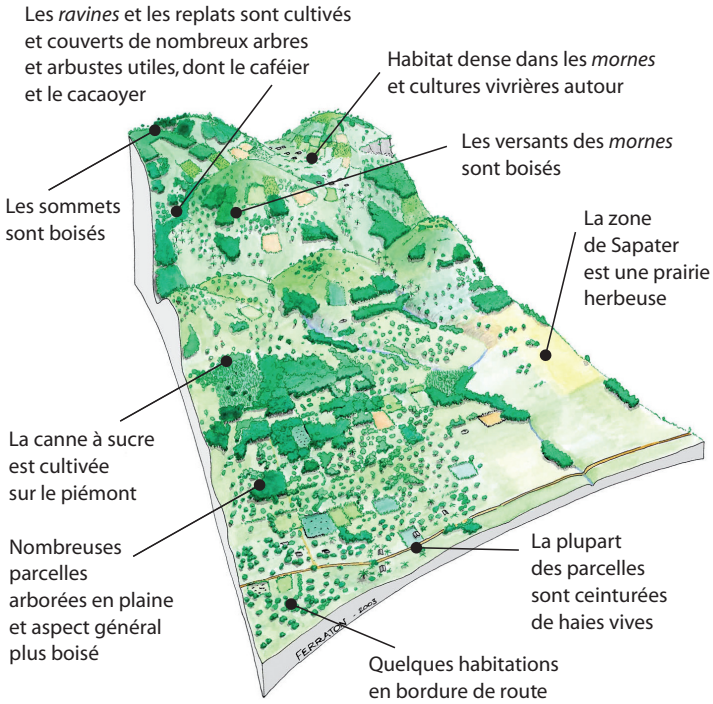 Les ravines et les replats sont cultivés
et couverts de nombreux arbres
et arbustes utiles, dont le caféier
et le cacaoyer
Habitat dense dans les mornes
et cultures vivrières autour
Les versants des mornes
sont boisés
Les sommets
sont boisés
La zone
de Sapater
est une prairie
herbeuse
La canne à sucre
est cultivée
sur le piémont
Nombreuses
parcelles
arborées en plaine
et aspect général
plus boisé
La plupart
des parcelles
sont ceinturées
de haies vives
Quelques habitations
en bordure de route
FERRATON - 2003